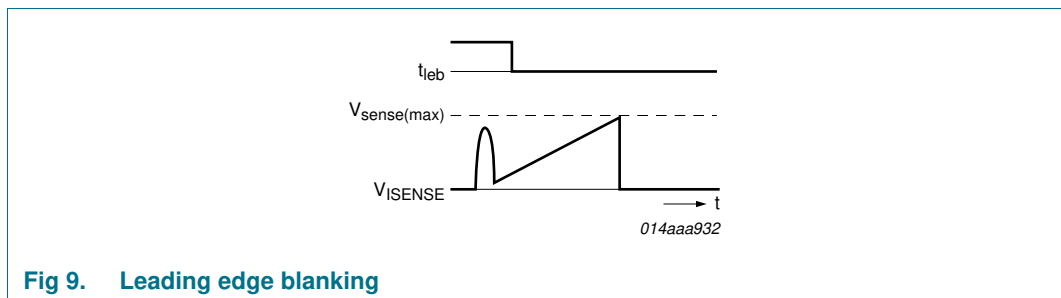 tleb
Vsense(max)
VISENSE
t
014aaa932
Fig 9. Leading edge blanking